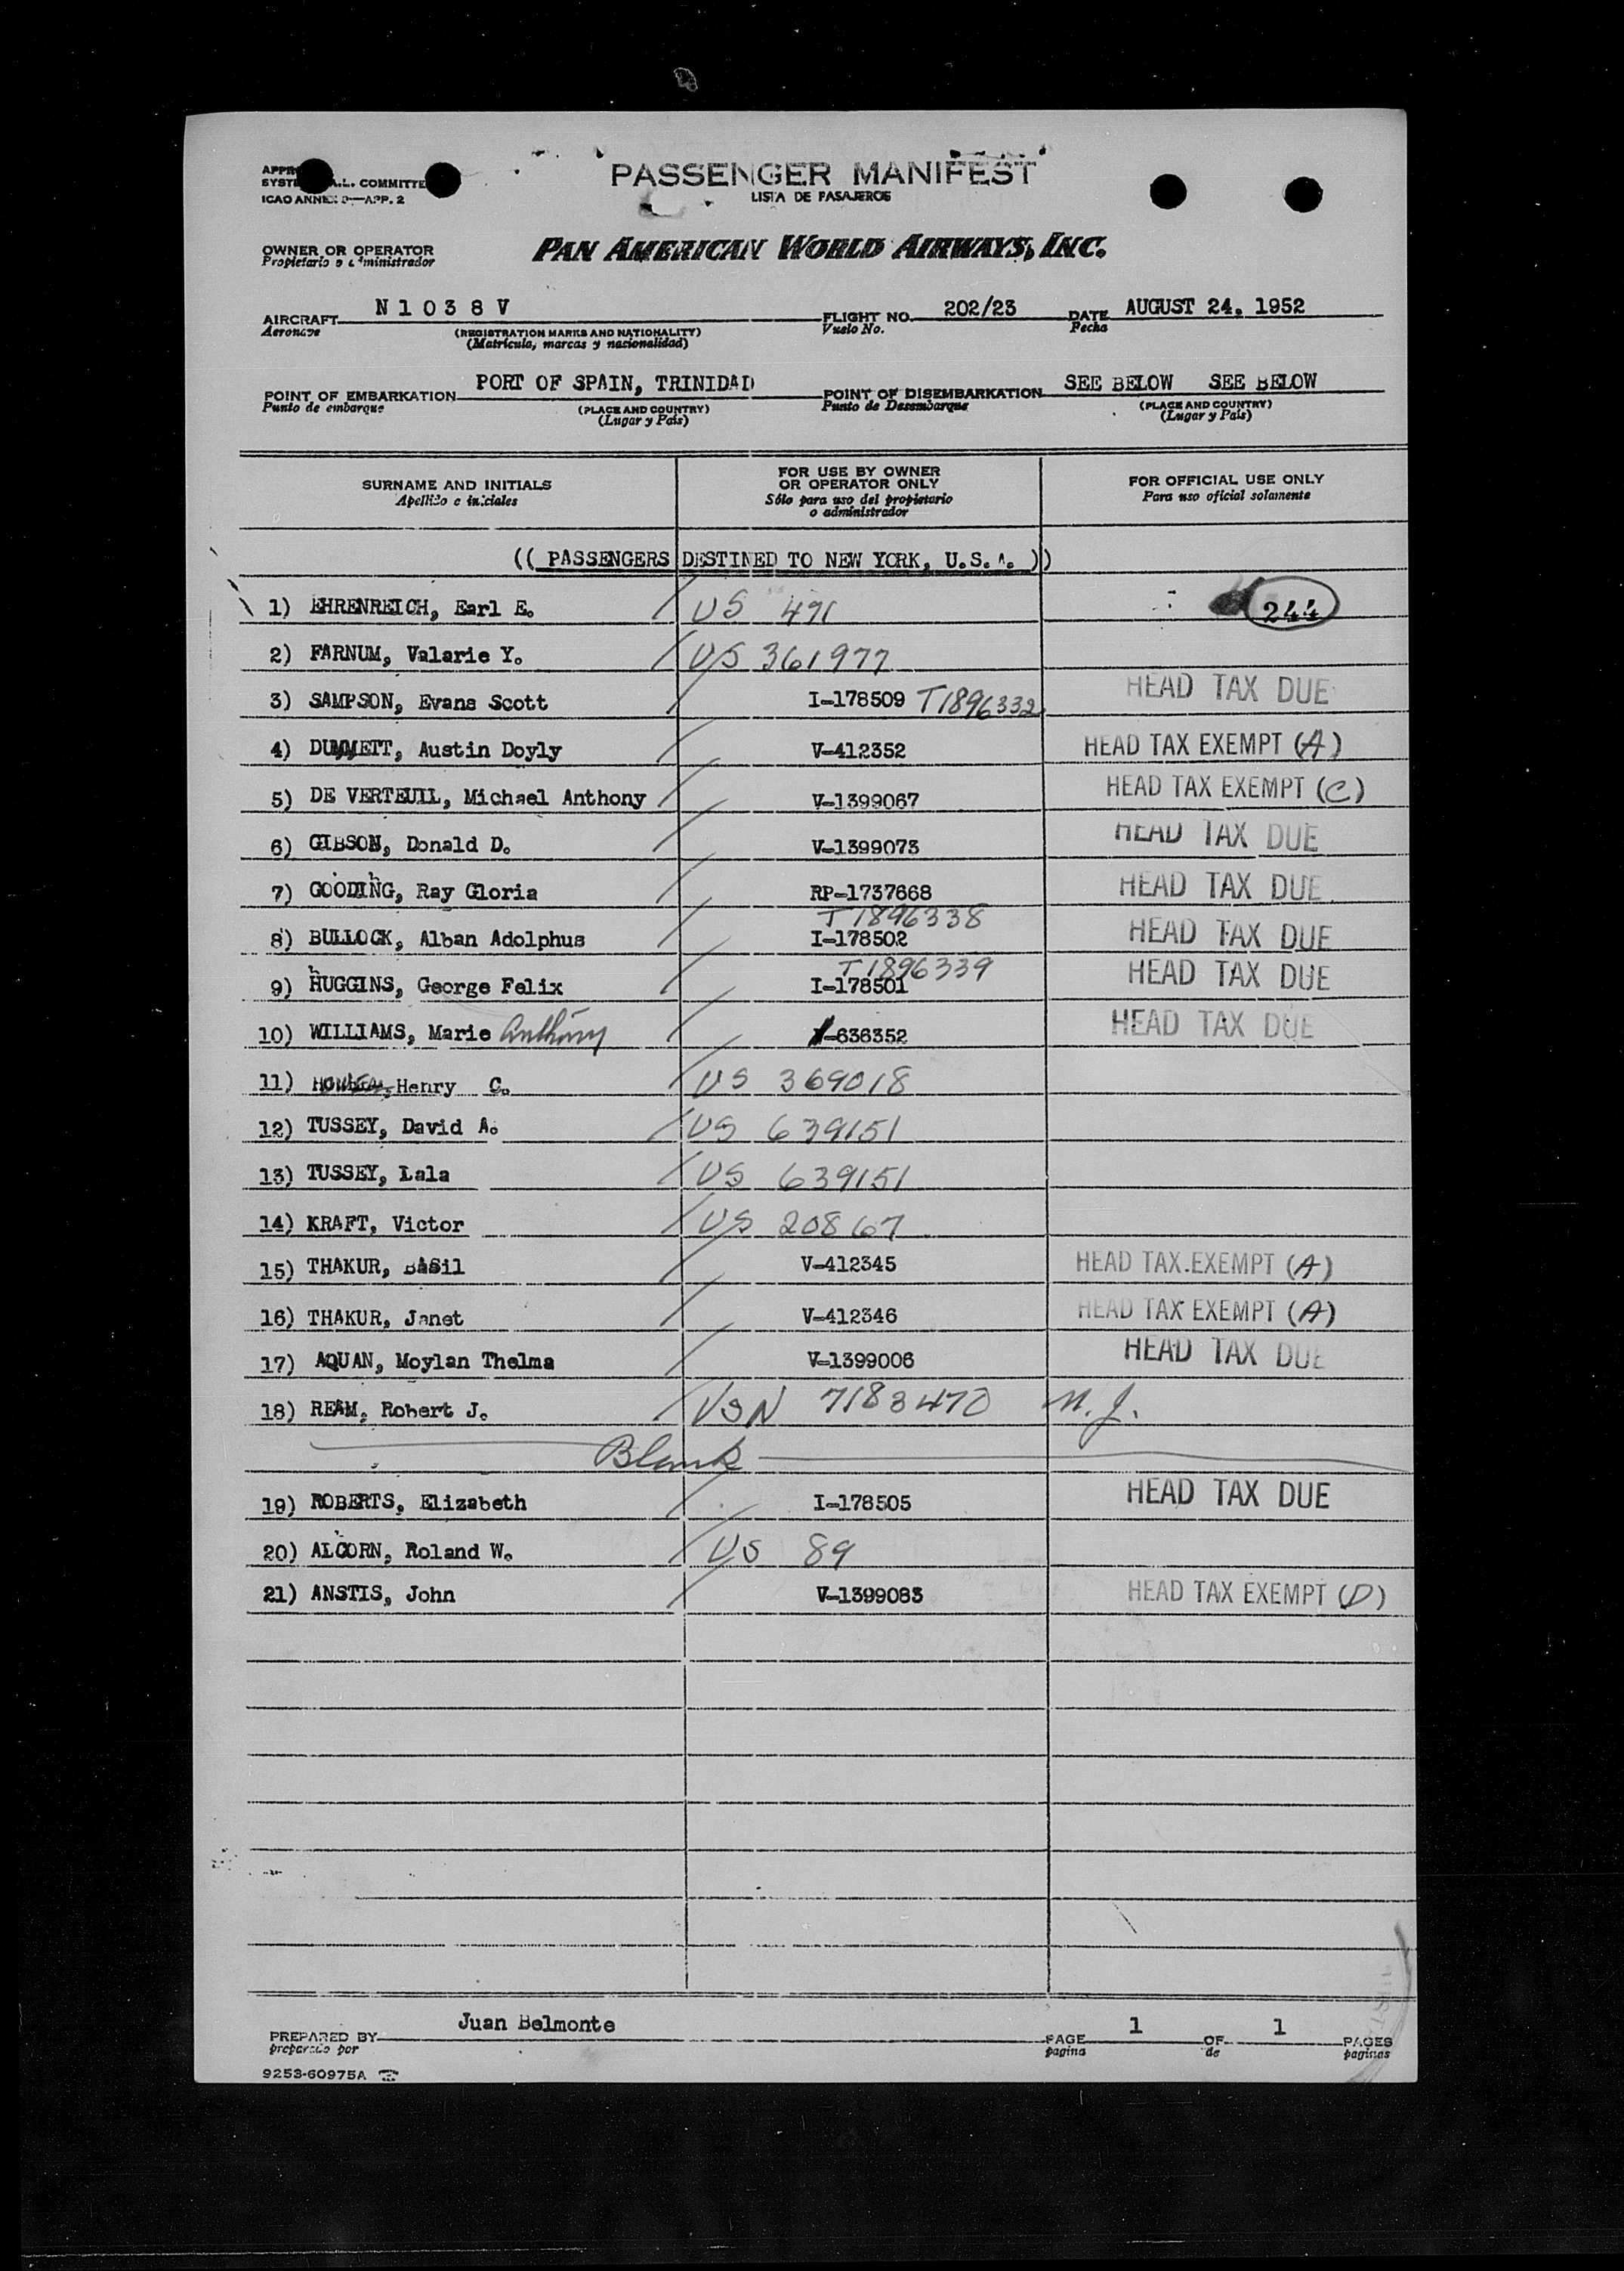 PASSENGER MANIFEST
LISTA DE PASAJEROS
SYSTE A.L. COMMITTE
ICAO ANNEX 9—APP. 2
OWNER OR OPERATOR
Propietario o administrador
PAN AMERICAN WORLD AIRWAYS, INC.
AIRCRAFT N 1 0 3 8 V FLIGHT NO. 202/23 DATE AUGUST 24. 1952
Aeronave (REGISTRATION MARKS AND NATIONALITY) Vuelo No. Fecha
(Matrícula, marcas y nacionalidad)
POINT OF EMBARKATION PORT OF SPAIN, TRINIDAD POINT OF DISEMBARKATION SEE BELOW SEE BELOW
Punto de embarque (PLACE AND COUNTRY) Punto de Desembarque (PLACE AND COUNTRY)
(Lugar y País) (Lugar y País)
SURNAME AND INITIALS FOR USE BY OWNER OR OPERATOR ONLY FOR OFFICIAL USE ONLY
Apellido e iniciales Sólo para uso del propietario o administrador Para uso oficial solamente
(( PASSENGERS DESTINED TO NEW YORK, U.S.A. ))
1) EHRENREICH, Earl E. US 491 244
2) FARNUM, Valarie Y. US 361977
3) SAMPSON, Evans Scott I-178509 T1896332 HEAD TAX DUE
4) DUMMETT, Austin Doyly V-412352 HEAD TAX EXEMPT (A)
5) DE VERTEUIL, Michael Anthony V-1399067 HEAD TAX EXEMPT (C)
6) GIBSON, Donald D. V-1399073 HEAD TAX DUE
7) GOODING, Ray Gloria RP-1737668 HEAD TAX DUE
T1896338
8) BULLOCK, Alban Adolphus I-178502 HEAD TAX DUE
T1896339
9) HUGGINS, George Felix I-178501 HEAD TAX DUE
10) WILLIAMS, Marie Anthony -636352 HEAD TAX DUE
11) Henry C. US 369018
12) TUSSEY, David A. US 639151
13) TUSSEY, Lala US 639151
14) KRAFT, Victor US 20867
15) THAKUR, Basil V-412345 HEAD TAX EXEMPT (A)
16) THAKUR, Janet V-412346 HEAD TAX EXEMPT (A)
17) AQUAN, Moylan Thelma V-1399006 HEAD TAX DUE
18) REAM, Robert J. USN 7183470 N.J.
Blank
19) ROBERTS, Elizabeth I-178505 HEAD TAX DUE
20) ALCORN, Roland W. US 89
21) ANSTIS, John V-1399083 HEAD TAX EXEMPT (D)
PREPARED BY Juan Belmonte PAGE 1 OF 1 PAGES
preparado por pagina de paginas
9253-60975A